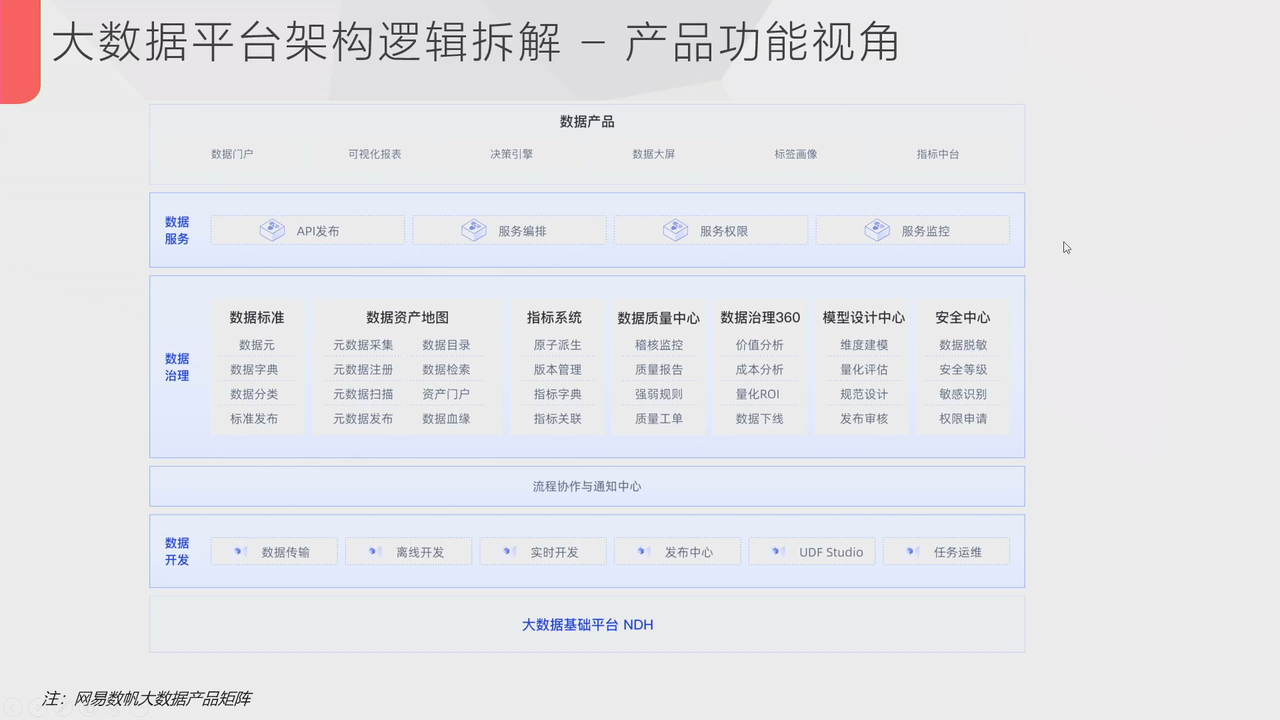 大数据平台架构逻辑拆解 – 产品功能视角
数据产品
数据门户 可视化报表 决策引擎 数据大屏 标签画像 指标中台
数据
服务
API发布 服务编排 服务权限 服务监控
数据
治理
数据标准 数据资产地图 指标系统 数据质量中心 数据治理360 模型设计中心 安全中心
数据元 元数据采集 数据目录 原子派生 稽核监控 价值分析 维度建模 数据脱敏
数据字典 元数据注册 数据检索 版本管理 质量报告 成本分析 量化评估 安全等级
数据分类 元数据扫描 资产门户 指标字典 强弱规则 量化ROI 规范设计 敏感识别
标准发布 元数据发布 数据血缘 指标关联 质量工单 数据下线 发布审核 权限申请
流程协作与通知中心
数据
开发
数据传输 离线开发 实时开发 发布中心 UDF Studio 任务运维
大数据基础平台 NDH
注：网易数帆大数据产品矩阵